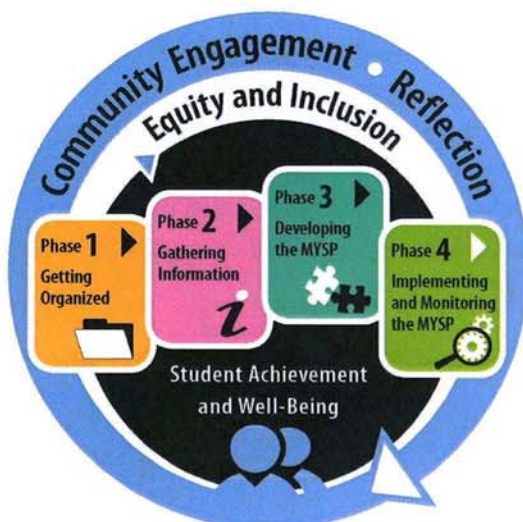 Community Engagement • Reflection
Equity and Inclusion
Phase 1
Getting
Organized
Phase 2
Gathering
Information
i
Phase 3
Developing
the MYSP
Phase 4
Implementing
and Monitoring
the MYSP
Student Achievement
and Well-Being